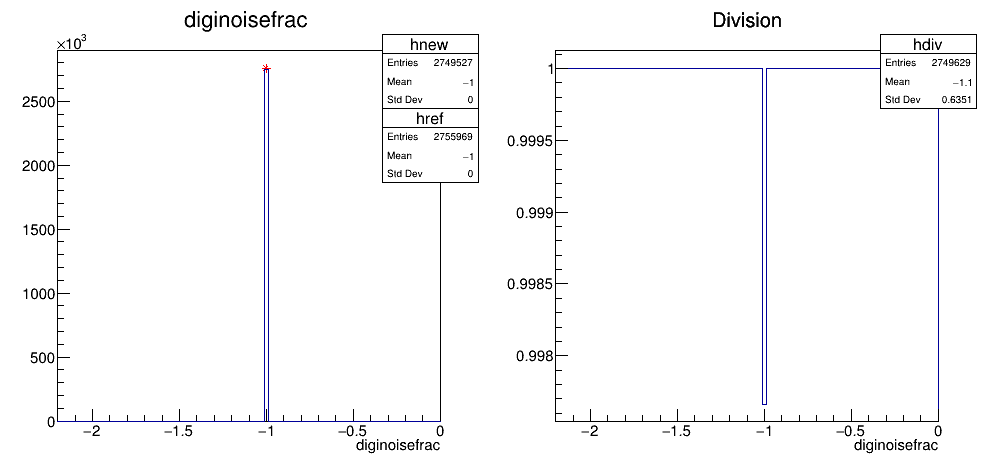 diginoisefrac
×10³
2500
2000
1500
1000
500
0
−2
−1.5
−1
−0.5
0
diginoisefrac
hnew
Entries 2749527
Mean −1
Std Dev 0
href
Entries 2755969
Mean −1
Std Dev 0
Division
1
0.9995
0.999
0.9985
0.998
−2
−1.5
−1
−0.5
0
diginoisefrac
hdiv
Entries 2749629
Mean −1.1
Std Dev 0.6351